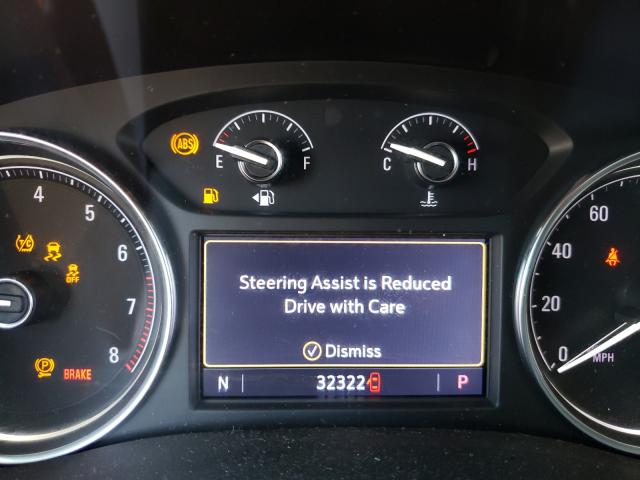 ABS
E F
C H
4 5 6 7 8
60 40 20 0
MPH
T/C
OFF
P BRAKE
Steering Assist is Reduced
Drive with Care
Dismiss
N 32322 P